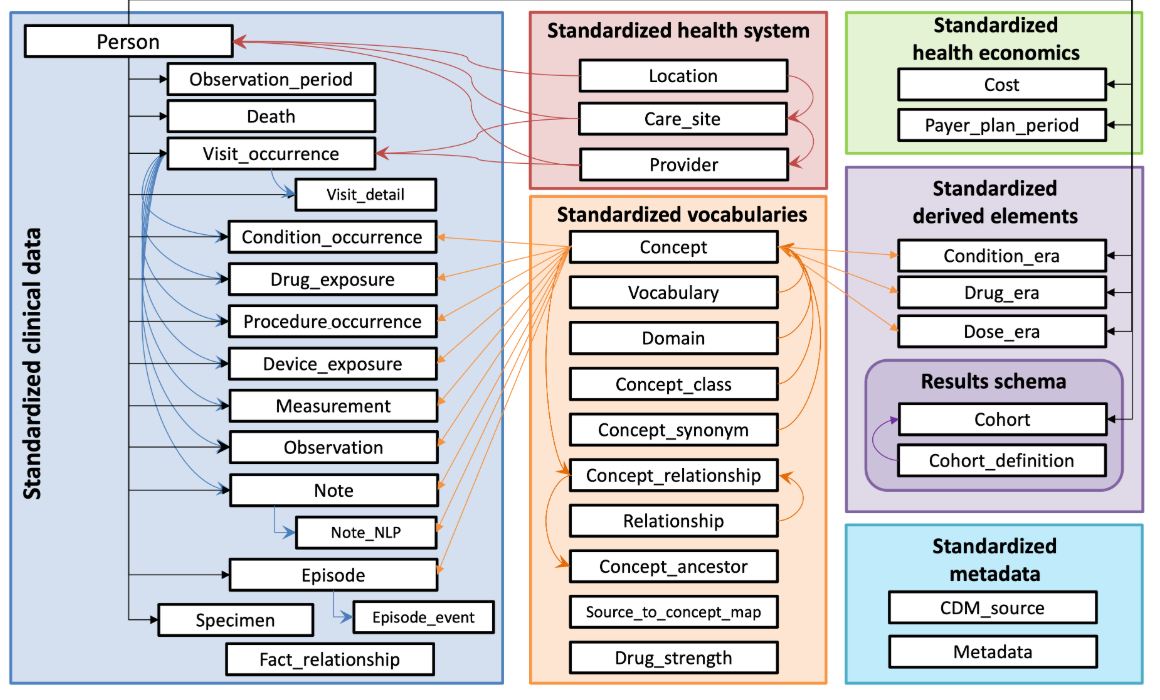 Standardized clinical data
Person
Observation_period
Death
Visit_occurrence
Visit_detail
Condition_occurrence
Drug_exposure
Procedure_occurrence
Device_exposure
Measurement
Observation
Note
Note_NLP
Episode
Episode_event
Specimen
Fact_relationship
Standardized health system
Location
Care_site
Provider
Standardized vocabularies
Concept
Vocabulary
Domain
Concept_class
Concept_synonym
Concept_relationship
Relationship
Concept_ancestor
Source_to_concept_map
Drug_strength
Standardized
health economics
Cost
Payer_plan_period
Standardized
derived elements
Condition_era
Drug_era
Dose_era
Results schema
Cohort
Cohort_definition
Standardized
metadata
CDM_source
Metadata